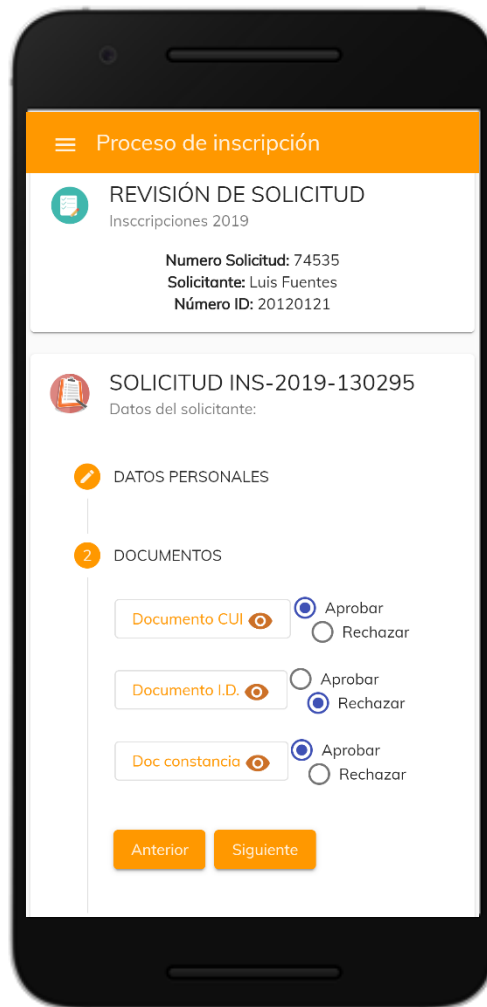 Proceso de inscripción
REVISIÓN DE SOLICITUD
Insccripciones 2019
Numero Solicitud: 74535
Solicitante: Luis Fuentes
Número ID: 20120121
SOLICITUD INS-2019-130295
Datos del solicitante:
DATOS PERSONALES
2 DOCUMENTOS
Documento CUI
Aprobar
Rechazar
Documento I.D.
Aprobar
Rechazar
Doc constancia
Aprobar
Rechazar
Anterior Siguiente